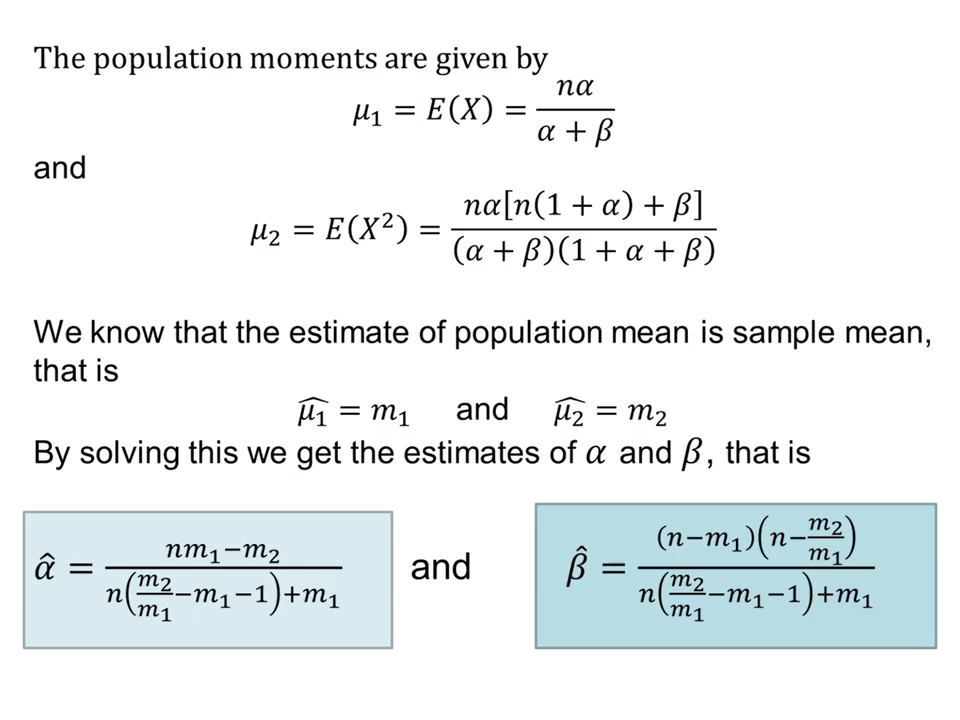 The population moments are given by
μ₁ = E(X) = nα / (α + β)
and
μ₂ = E(X²) = nα[n(1 + α) + β] / (α + β)(1 + α + β)
We know that the estimate of population mean is sample mean,
that is
μ̂₁ = m₁ and μ̂₂ = m₂
By solving this we get the estimates of α and β, that is
α̂ = (nm₁−m₂) / (n(m₂/m₁−m₁−1)+m₁) and β̂ = (n−m₁)(n−m₂/m₁) / (n(m₂/m₁−m₁−1)+m₁)